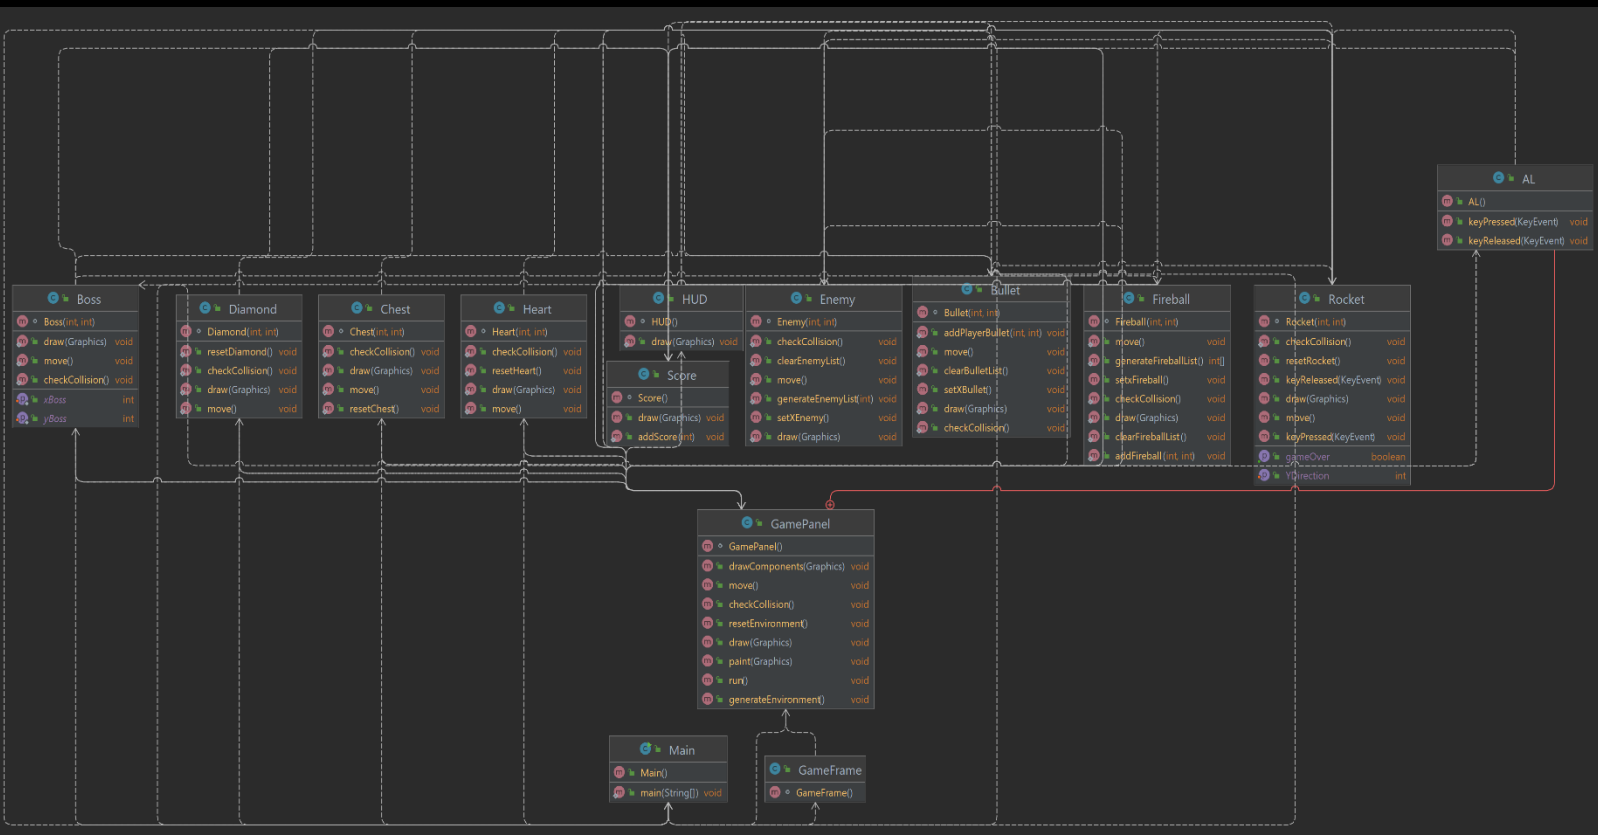 AL
AL()
keyPressed(KeyEvent) void
keyReleased(KeyEvent) void
Boss
Boss(int, int)
draw(Graphics) void
move() void
checkCollision() void
xBoss int
yBoss int
Diamond
Diamond(int, int)
resetDiamond() void
checkCollision() void
draw(Graphics) void
move() void
Chest
Chest(int, int)
checkCollision() void
draw(Graphics) void
move() void
resetChest() void
Heart
Heart(int, int)
checkCollision() void
resetHeart() void
draw(Graphics) void
move() void
HUD
HUD()
draw(Graphics) void
Score
Score()
draw(Graphics) void
addScore(int) void
Enemy
Enemy(int, int)
checkCollision() void
clearEnemyList() void
move() void
generateEnemyList(int) void
setXEnemy() void
draw(Graphics) void
Bullet
Bullet(int, int)
addPlayerBullet(int, int) void
move() void
clearBulletList() void
setXBullet() void
draw(Graphics) void
checkCollision() void
Fireball
Fireball(int, int)
move() void
generateFireballList() int[]
setxFireball() void
checkCollision() void
draw(Graphics) void
clearFireballList() void
addFireball(int, int) void
Rocket
Rocket(int, int)
checkCollision() void
resetRocket() void
keyReleased(KeyEvent) void
draw(Graphics) void
move() void
keyPressed(KeyEvent) void
gameOver boolean
YDirection int
GamePanel
GamePanel()
drawComponents(Graphics) void
move() void
checkCollision() void
resetEnvironment() void
draw(Graphics) void
paint(Graphics) void
run() void
generateEnvironment() void
Main
Main()
main(String[]) void
GameFrame
GameFrame()